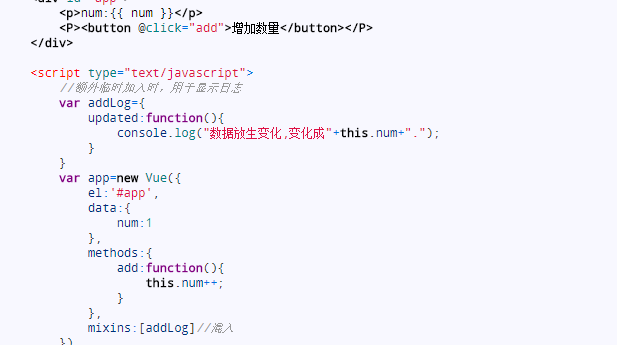 <div id="app">
<p>num:{{ num }}</p>
<P><button @click="add">增加数量</button></P>
</div>
<script type="text/javascript">
//额外临时加入时，用于显示日志
var addLog={
updated:function(){
console.log("数据放生变化,变化成"+this.num+".");
}
}
var app=new Vue({
el:'#app',
data:{
num:1
},
methods:{
add:function(){
this.num++;
}
},
mixins:[addLog]//混入
})